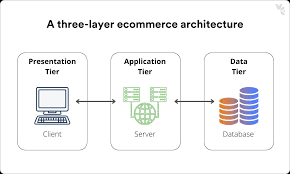 A three-layer ecommerce architecture
Presentation
Tier
Client
Application
Tier
Server
Data
Tier
Database